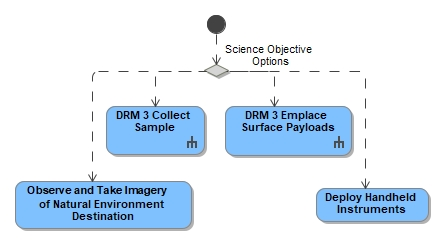 Science Objective
Options
DRM 3 Collect
Sample
DRM 3 Emplace
Surface Payloads
Observe and Take Imagery
of Natural Environment
Destination
Deploy Handheld
Instruments